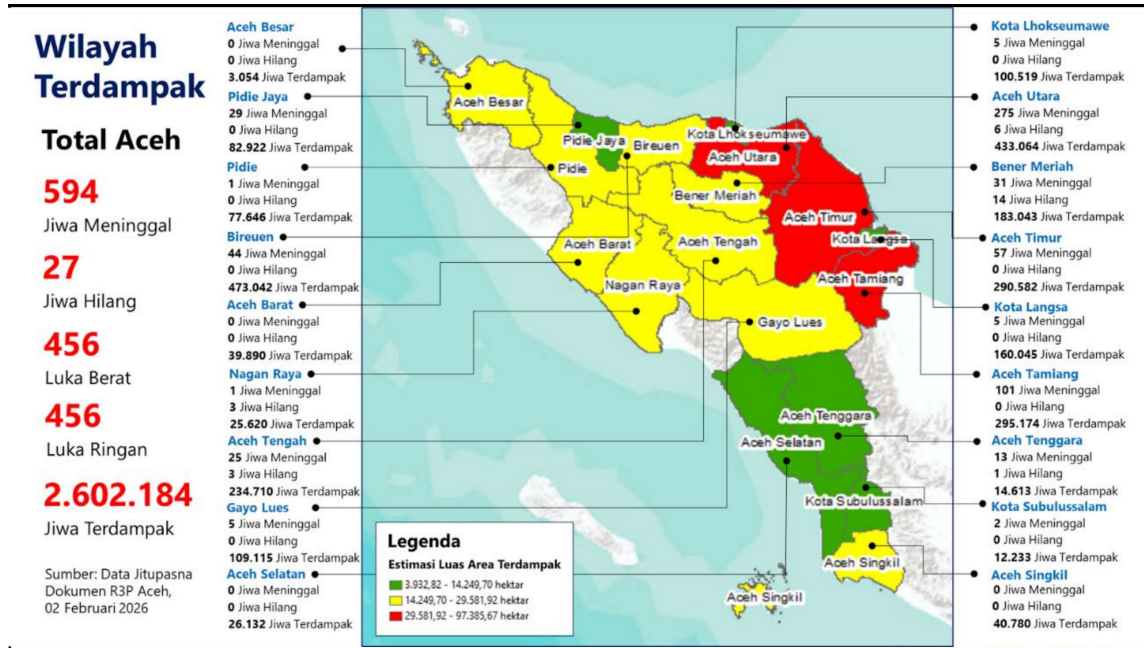 Wilayah
Terdampak
Total Aceh
594
Jiwa Meninggal
27
Jiwa Hilang
456
Luka Berat
456
Luka Ringan
2.602.184
Jiwa Terdampak
Sumber: Data Jitupasna
Dokumen R3P Aceh,
02 Februari 2026
Aceh Besar
0 Jiwa Meninggal
0 Jiwa Hilang
3.054 Jiwa Terdampak
Pidie Jaya
29 Jiwa Meninggal
0 Jiwa Hilang
82.922 Jiwa Terdampak
Pidie
1 Jiwa Meninggal
0 Jiwa Hilang
77.646 Jiwa Terdampak
Bireuen
44 Jiwa Meninggal
0 Jiwa Hilang
473.042 Jiwa Terdampak
Aceh Barat
0 Jiwa Meninggal
0 Jiwa Hilang
39.890 Jiwa Terdampak
Nagan Raya
1 Jiwa Meninggal
3 Jiwa Hilang
25.620 Jiwa Terdampak
Aceh Tengah
25 Jiwa Meninggal
3 Jiwa Hilang
234.710 Jiwa Terdampak
Gayo Lues
5 Jiwa Meninggal
0 Jiwa Hilang
109.115 Jiwa Terdampak
Aceh Selatan
0 Jiwa Meninggal
0 Jiwa Hilang
26.132 Jiwa Terdampak
Aceh Besar
Pidie Jaya
Bireuen
Kota Lhokseumawe
Aceh Utara
Pidie
Bener Meriah
Aceh Timur
Aceh Barat
Aceh Tengah
Kota Langsa
Nagan Raya
Aceh Tamiang
Gayo Lues
Aceh Tenggara
Aceh Selatan
Kota Subulussalam
Aceh Singkil
Aceh Singkil
Legenda
Estimasi Luas Area Terdampak
3.932,82 - 14.249,70 hektar
14.249,70 - 29.581,92 hektar
29.581,92 - 97.385,67 hektar
Kota Lhokseumawe
5 Jiwa Meninggal
0 Jiwa Hilang
100.519 Jiwa Terdampak
Aceh Utara
275 Jiwa Meninggal
6 Jiwa Hilang
433.064 Jiwa Terdampak
Bener Meriah
31 Jiwa Meninggal
14 Jiwa Hilang
183.043 Jiwa Terdampak
Aceh Timur
57 Jiwa Meninggal
0 Jiwa Hilang
290.582 Jiwa Terdampak
Kota Langsa
5 Jiwa Meninggal
0 Jiwa Hilang
160.045 Jiwa Terdampak
Aceh Tamiang
101 Jiwa Meninggal
0 Jiwa Hilang
295.174 Jiwa Terdampak
Aceh Tenggara
13 Jiwa Meninggal
1 Jiwa Hilang
14.613 Jiwa Terdampak
Kota Subulussalam
2 Jiwa Meninggal
0 Jiwa Hilang
12.233 Jiwa Terdampak
Aceh Singkil
0 Jiwa Meninggal
0 Jiwa Hilang
40.780 Jiwa Terdampak